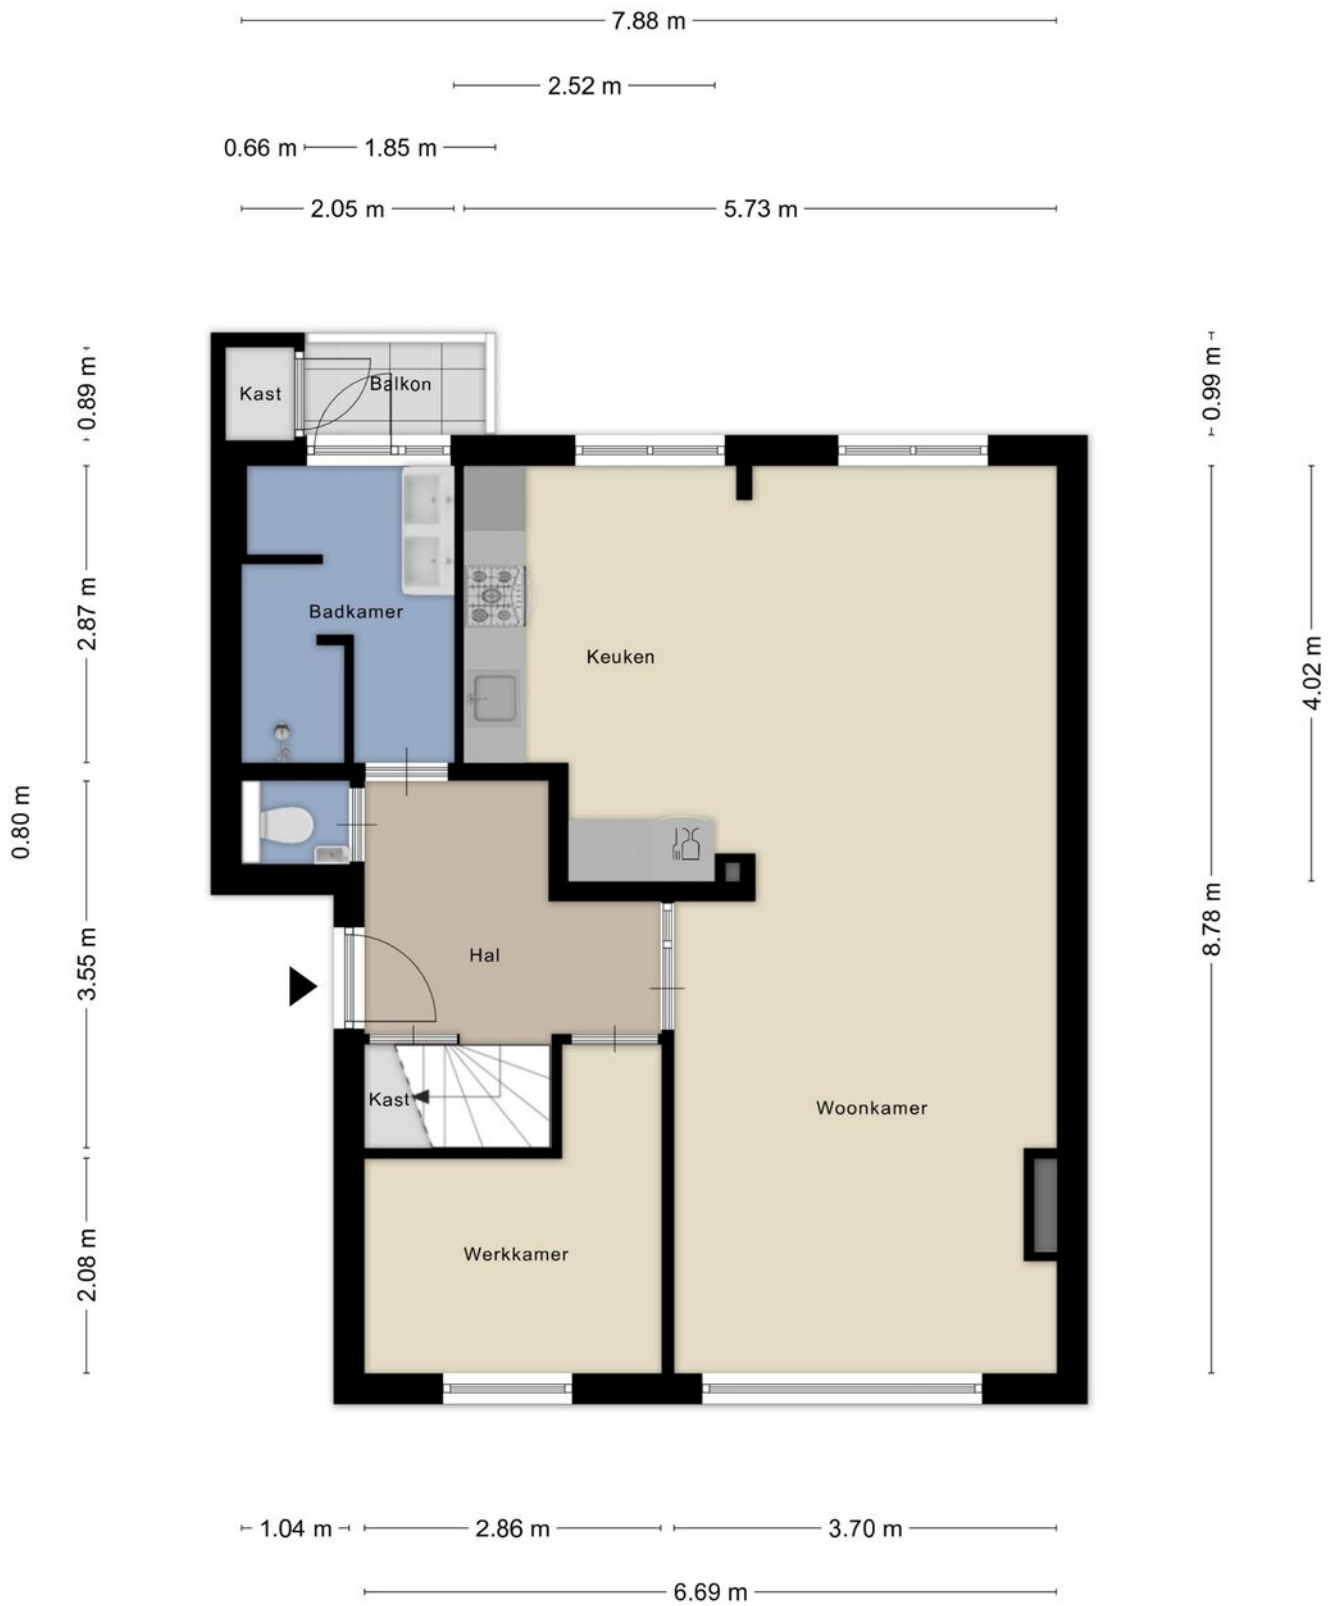 7.88 m
2.52 m
0.66 m
1.85 m
2.05 m
5.73 m
0.89 m
0.99 m
Kast
Balkon
2.87 m
4.02 m
Badkamer
Keuken
0.80 m
8.78 m
3.55 m
Hal
Kast
Woonkamer
2.08 m
Werkkamer
1.04 m
2.86 m
3.70 m
6.69 m